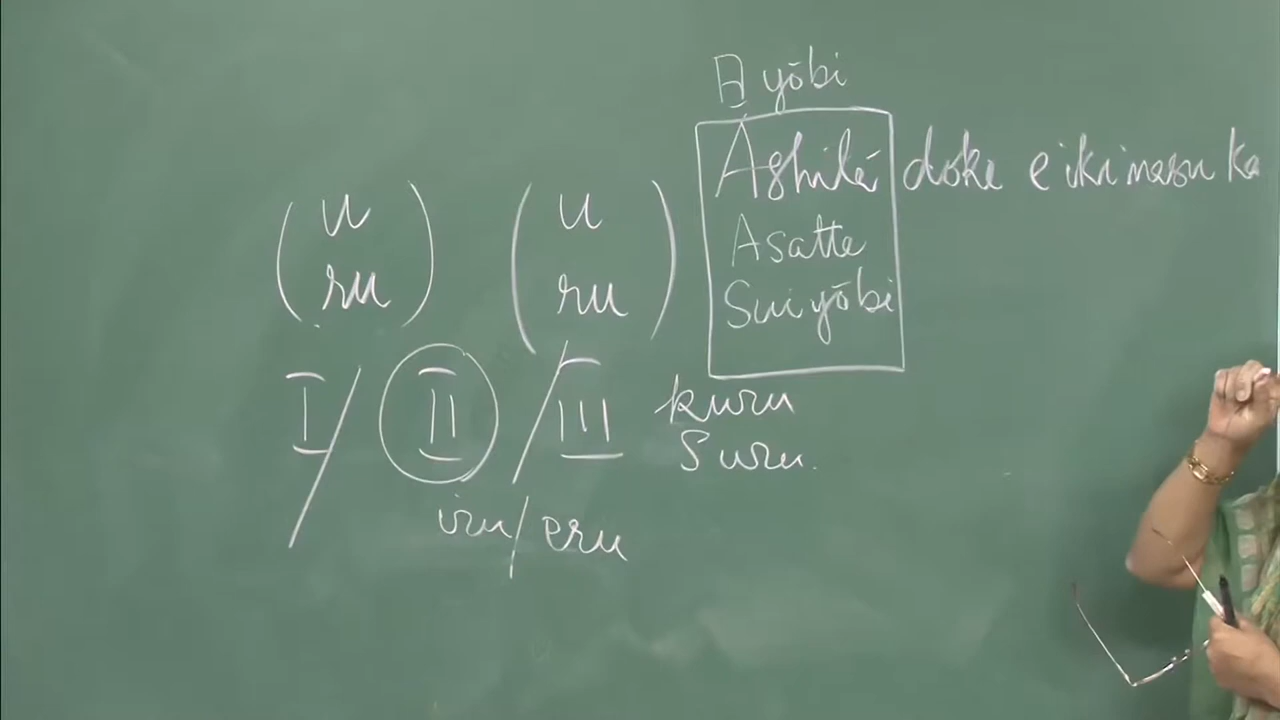 日 yōbi
Ashita doko e ikimasu ka
Asatte
Suiyōbi
u u
ru ru
I / II / III kuru
suru.
iru/eru